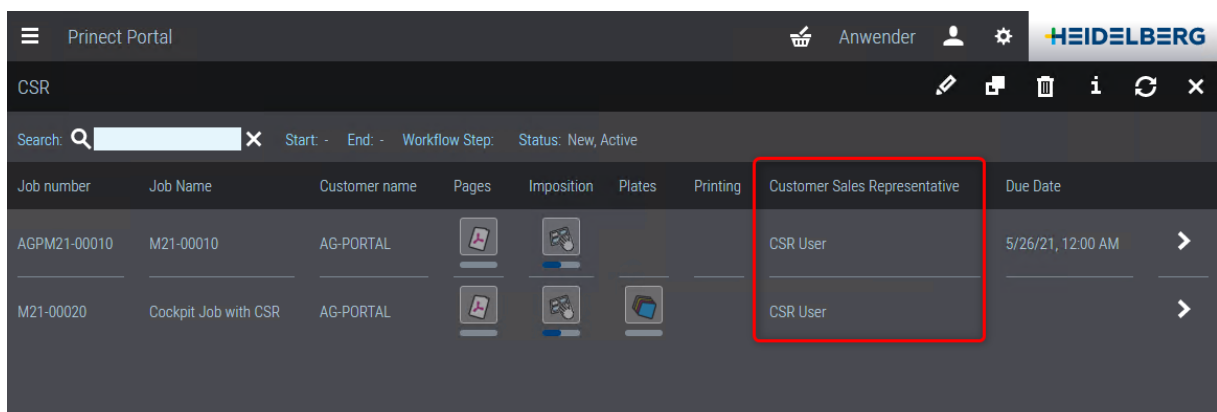 Prinect Portal Anwender HEIDELBERG
CSR
Search: Start: - End: - Workflow Step: Status: New, Active
Job number Job Name Customer name Pages Imposition Plates Printing Customer Sales Representative Due Date
AGPM21-00010 M21-00010 AG-PORTAL CSR User 5/26/21, 12:00 AM
M21-00020 Cockpit Job with CSR AG-PORTAL CSR User